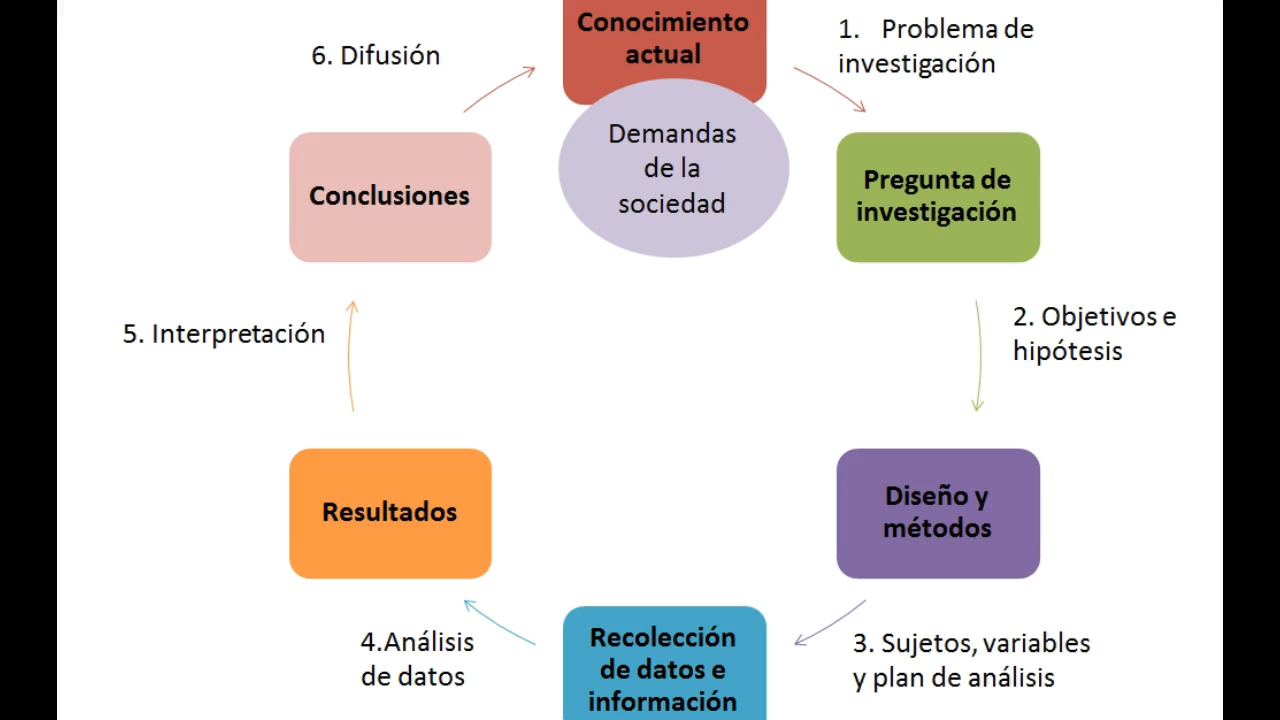 Conocimiento
actual
Demandas
de la
sociedad
1. Problema de
investigación
Pregunta de
investigación
2. Objetivos e
hipótesis
Diseño y
métodos
3. Sujetos, variables
y plan de análisis
Recolección
de datos e
información
4.Análisis
de datos
Resultados
5. Interpretación
Conclusiones
6. Difusión